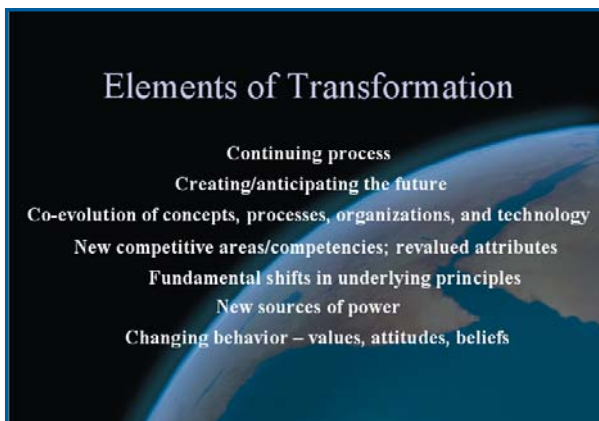 Elements of Transformation
Continuing process
Creating/anticipating the future
Co-evolution of concepts, processes, organizations, and technology
New competitive areas/competencies; revalued attributes
Fundamental shifts in underlying principles
New sources of power
Changing behavior – values, attitudes, beliefs